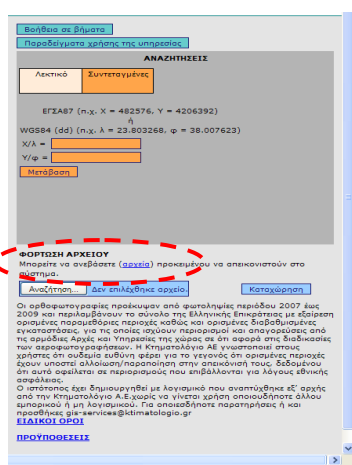 Βοήθεια σε βήματα
Παραδείγματα χρήσης της υπηρεσίας
ΑΝΑΖΗΤΗΣΕΙΣ
Λεκτικό Συντεταγμένες
ΕΓΣΑ87 (π.χ. Χ = 482576, Υ = 4206392)
ή
WGS84 (dd) (π.χ. λ = 23.803268, φ = 38.007623)
Χ/λ =
Υ/φ =
Μετάβαση
ΦΟΡΤΩΣΗ ΑΡΧΕΙΟΥ
Μπορείτε να ανεβάσετε (αρχεία) προκειμένου να απεικονιστούν στο
σύστημα.
Αναζήτηση... Δεν επιλέχθηκε αρχείο. Καταχώρηση
Οι ορθοφωτογραφίες προέκυψαν από φωτοληψίες περιόδου 2007 έως
2009 και περιλαμβάνουν το σύνολο της Ελληνικής Επικράτειας με εξαίρεση
ορισμένες παραμεθόριες περιοχές καθώς και ορισμένες διαβαθμισμένες
εγκαταστάσεις, για τις οποίες ισχύουν περιορισμοί και απαγορεύσεις από
τις αρμόδιες Αρχές και Υπηρεσίες της χώρας σε ότι αφορά στις διαδικασίες
των αεροφωτογραφήσεων. Η Κτηματολόγιο ΑΕ γνωστοποιεί στους
χρήστες ότι ουδεμία ευθύνη φέρει για το γεγονός ότι ορισμένες περιοχές
έχουν υποστεί αλλοίωση/παραποίηση στην απεικόνισή τους, δεδομένου
ότι αυτό οφείλεται σε περιορισμούς που επιβάλλονται για λόγους εθνικής
ασφάλειας.
Ο ιστότοπος έχει δημιουργηθεί με λογισμικό που αναπτύχθηκε εξ' αρχής
από την Κτηματολόγιο Α.Ε.χωρίς να γίνεται χρήση οποιουδήποτε άλλου
εμπορικού ή μη λογισμικού. Για οποιεσδήποτε παρατηρήσεις ή και
προσθήκες gis-services@ktimatologio.gr
ΕΙΔΙΚΟΙ ΟΡΟΙ
ΠΡΟΫΠΟΘΕΣΕΙΣ